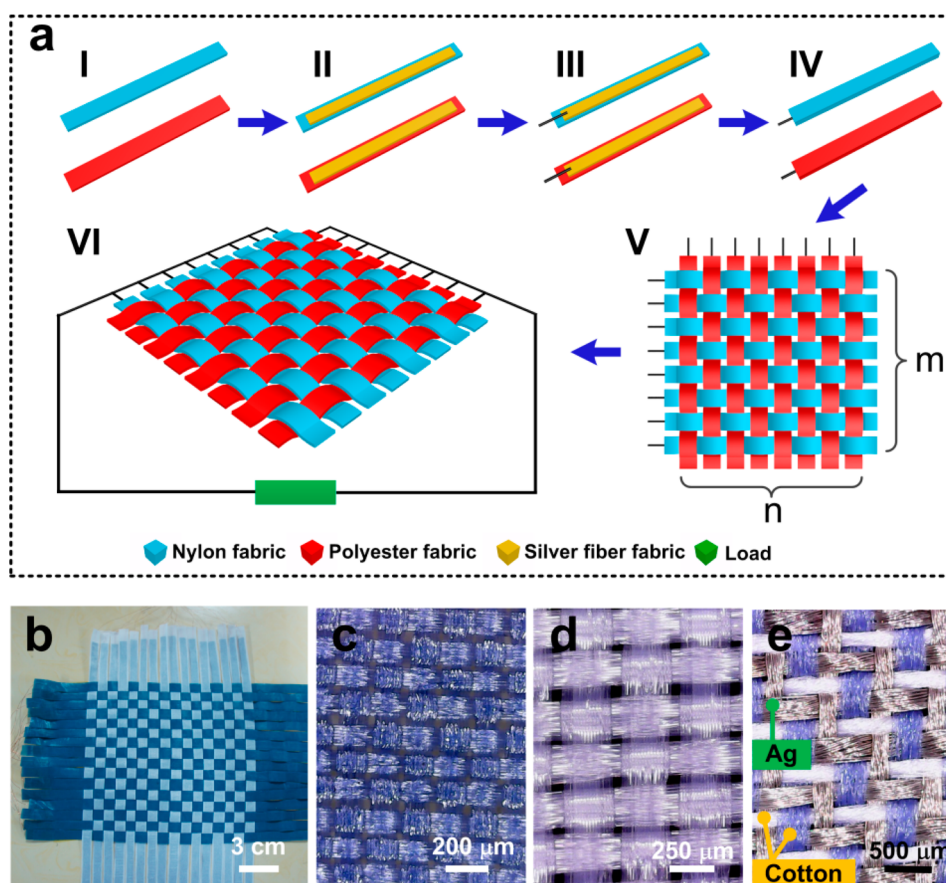 a
I II III IV
VI V
m
n
Nylon fabric Polyester fabric Silver fiber fabric Load
b c d e
Ag
3 cm 200 μm 250 μm 500 μm
Cotton